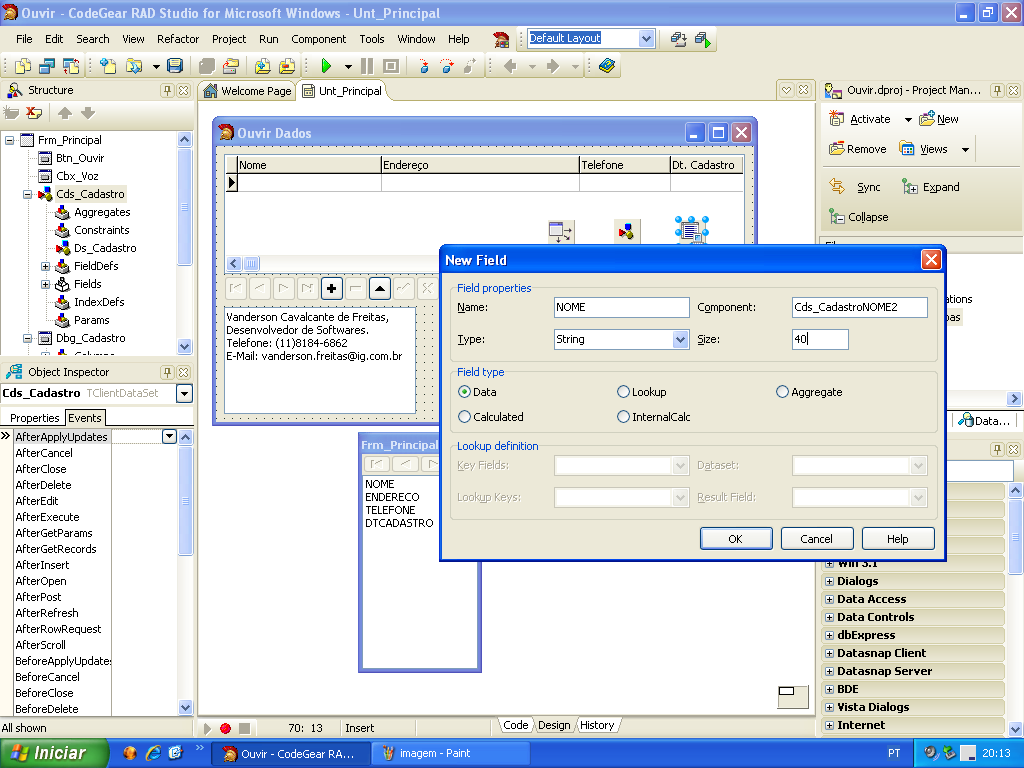 Ouvir - CodeGear RAD Studio for Microsoft Windows - Unt_Principal
File Edit Search View Refactor Project Run Component Tools Window Help
Default Layout
Structure
Welcome Page Unt_Principal
Ouvir.dproj - Project Man...
Activate New
Remove Views
Sync Expand
Collapse
Frm_Principal
Btn_Ouvir
Cbx_Voz
Cds_Cadastro
Aggregates
Constraints
Ds_Cadastro
FieldDefs
Fields
IndexDefs
Params
Dbg_Cadastro
Ouvir Dados
Nome Endereço Telefone Dt. Cadastro
Vanderson Cavalcante de Freitas,
Desenvolvedor de Softwares.
Telefone: (11)8184-6862
E-Mail: vanderson.freitas@ig.com.br
Object Inspector
Cds_Cadastro TClientDataSet
Properties Events
AfterApplyUpdates
AfterCancel
AfterClose
AfterDelete
AfterEdit
AfterExecute
AfterGetParams
AfterGetRecords
AfterInsert
AfterOpen
AfterPost
AfterRefresh
AfterRowRequest
AfterScroll
BeforeApplyUpdates
BeforeCancel
BeforeClose
BeforeDelete
All shown
Frm_Principal
NOME
ENDERECO
TELEFONE
DTCADASTRO
New Field
Field properties
Name: NOME Component: Cds_CadastroNOME2
Type: String Size: 40
Field type
Data Lookup Aggregate
Calculated InternalCalc
Lookup definition
Key Fields: Dataset:
Lookup Keys: Result Field:
OK Cancel Help
Data...
Win 3.1
Dialogs
Data Access
Data Controls
dbExpress
Datasnap Client
Datasnap Server
BDE
Vista Dialogs
Internet
70: 13 Insert
Code Design History
Iniciar
Ouvir - CodeGear RA...
imagem - Paint
PT
20:13